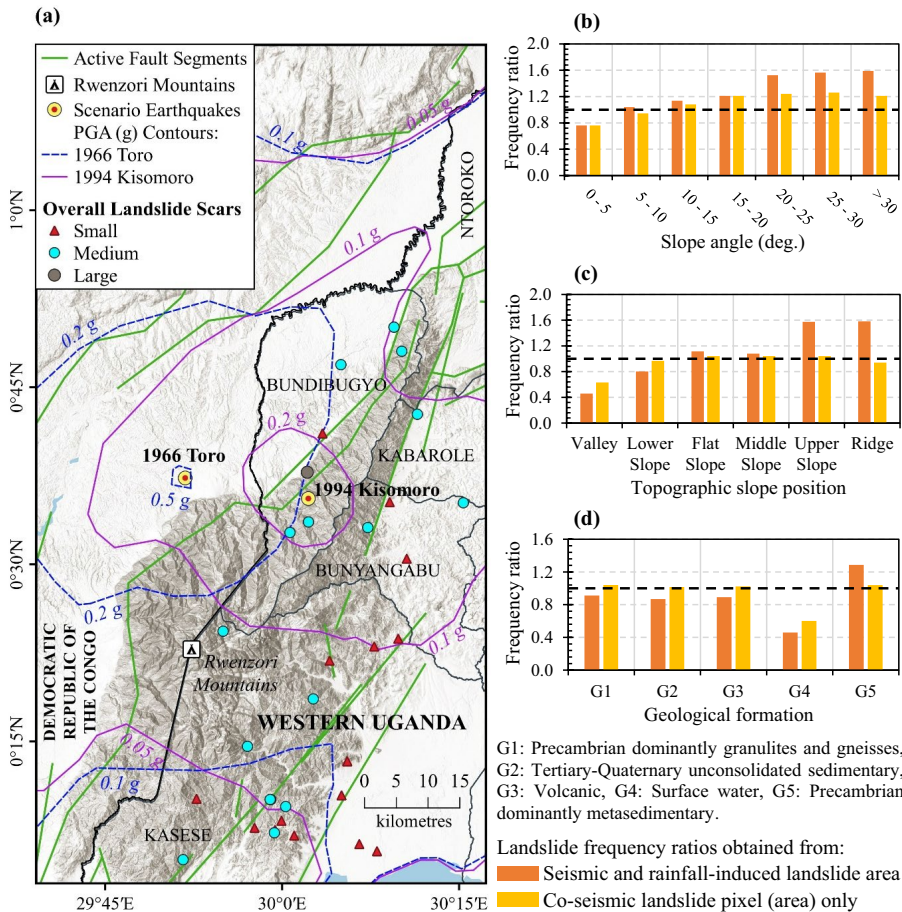 (a)
Active Fault Segments
Rwenzori Mountains
Scenario Earthquakes
PGA (g) Contours:
1966 Toro
1994 Kisomoro
Overall Landslide Scars
Small
Medium
Large
0.1 g
0.05 g
NTOROKO
0.1 g
0.2 g
BUNDIBUGYO
0.2 g
KABAROLE
1966 Toro
0.5 g
1994 Kisomoro
BUNYANGABU
0.2 g
0.1 g
DEMOCRATIC
REPUBLIC OF
THE CONGO
Rwenzori
Mountains
WESTERN UGANDA
0.05 g
0.1 g
0 5 10 15
kilometres
KASESE
1°0'N
0°45'N
0°30'N
0°15'N
29°45'E 30°0'E 30°15'E
(b)
Frequency ratio
2.0
1.6
1.2
0.8
0.4
0.0
0 - 5 5 - 10 10 - 15 15 - 20 20 - 25 25 - 30 > 30
Slope angle (deg.)
(c)
Frequency ratio
2.0
1.6
1.2
0.8
0.4
0.0
Valley Lower Flat Middle Upper Ridge
Slope Slope Slope Slope
Topographic slope position
(d)
Frequency ratio
1.6
1.2
0.8
0.4
0.0
G1 G2 G3 G4 G5
Geological formation
G1: Precambrian dominantly granulites and gneisses,
G2: Tertiary-Quaternary unconsolidated sedimentary,
G3: Volcanic, G4: Surface water, G5: Precambrian
dominantly metasedimentary.
Landslide frequency ratios obtained from:
Seismic and rainfall-induced landslide area
Co-seismic landslide pixel (area) only